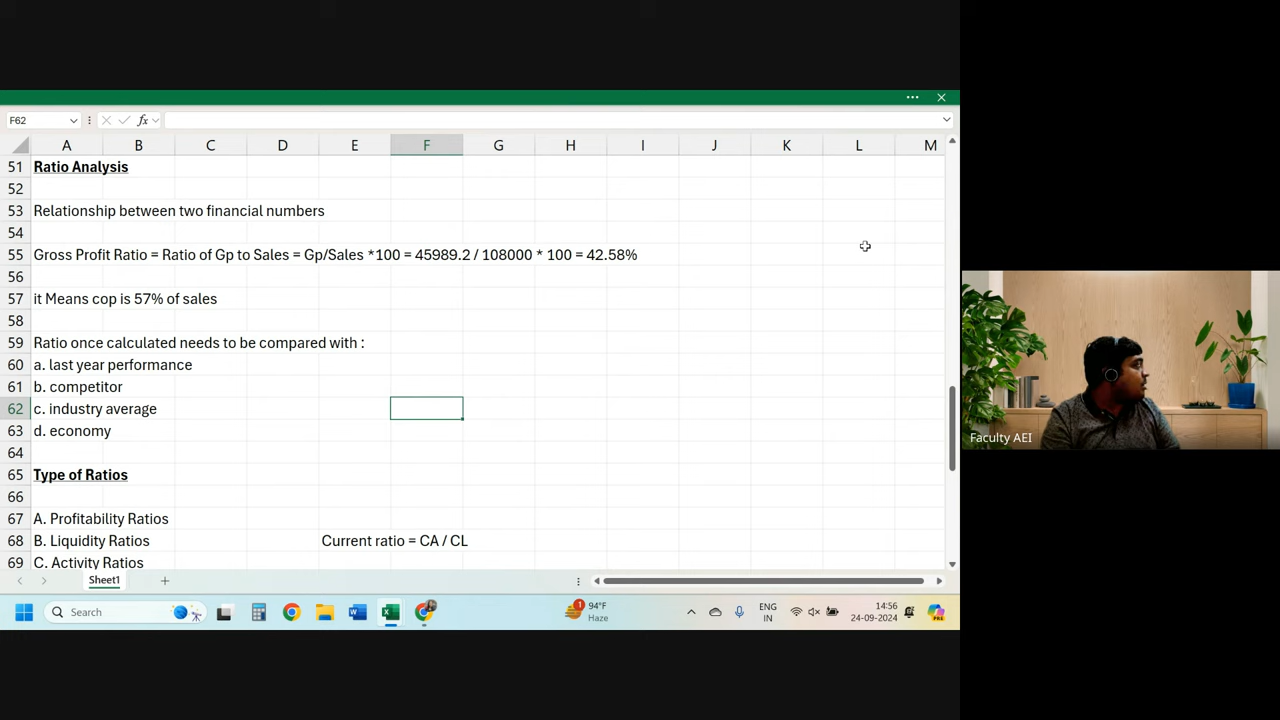 F62
fx
A B C D E F G H I J K L M
51 Ratio Analysis
52
53 Relationship between two financial numbers
54
55 Gross Profit Ratio = Ratio of Gp to Sales = Gp/Sales *100 = 45989.2 / 108000 * 100 = 42.58%
56
57 it Means cop is 57% of sales
58
59 Ratio once calculated needs to be compared with :
60 a. last year performance
61 b. competitor
62 c. industry average
63 d. economy
64
65 Type of Ratios
66
67 A. Profitability Ratios
68 B. Liquidity Ratios Current ratio = CA / CL
69 C. Activity Ratios
Sheet1
Faculty AEI
Search
1
94°F
Haze
ENG
IN
14:56
24-09-2024
PRE